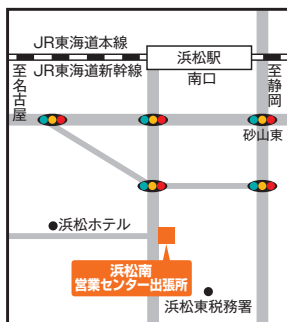 JR東海道本線
JR東海道新幹線
浜松駅
南口
至名古屋
至静岡
砂山東
浜松ホテル
浜松南
営業センター出張所
浜松東税務署